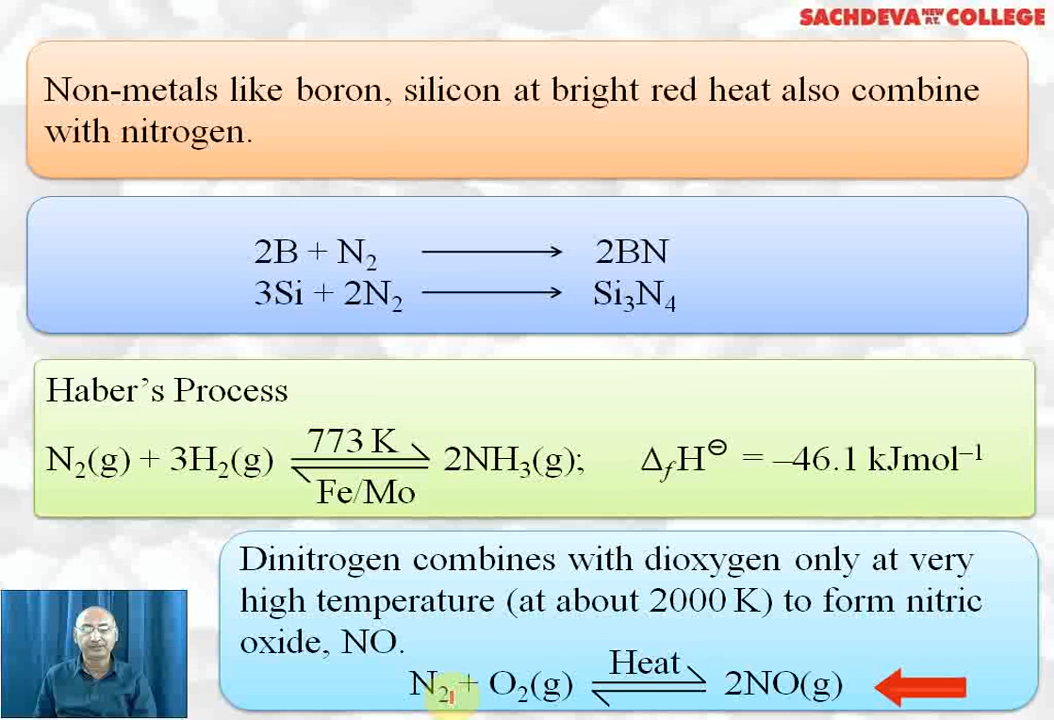 SACHDEVA NEW P.T. COLLEGE
Non-metals like boron, silicon at bright red heat also combine
with nitrogen.
2B + N₂ ⟶ 2BN
3Si + 2N₂ ⟶ Si₃N₄
Haber's Process
N₂(g) + 3H₂(g) 773 K ⇌ Fe/Mo 2NH₃(g); ΔfH⊖ = –46.1 kJmol⁻¹
Dinitrogen combines with dioxygen only at very
high temperature (at about 2000 K) to form nitric
oxide, NO.
N₂ + O₂(g) Heat ⇌ 2NO(g)